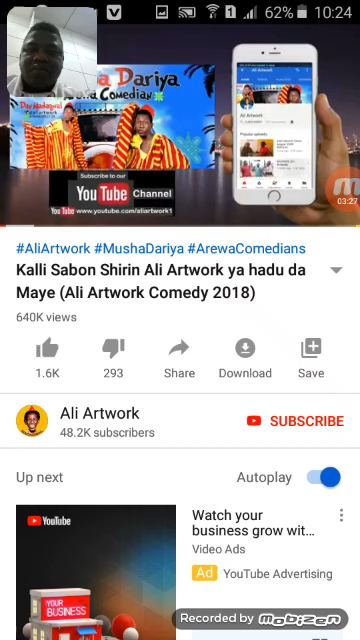 62% 10:24
Musha Dariya
Comedian
Subscribe to our
YouTube Channel
YouTube www.youtube.com/aliartwork1
Ali Artwork
Popular uploads
03:27
#AliArtwork #MushaDariya #ArewaComedians
Kalli Sabon Shirin Ali Artwork ya hadu da
Maye (Ali Artwork Comedy 2018)
640K views
1.6K
293
Share
Download
Save
Ali Artwork
48.2K subscribers
SUBSCRIBE
Up next
Autoplay
YouTube
YOUR
BUSINESS
Watch your
business grow wit...
Video Ads
Ad YouTube Advertising
Recorded by MOBIZEN